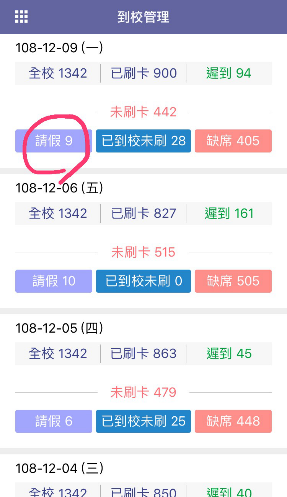 到校管理
108-12-09 (一)
全校 1342 已刷卡 900 遲到 94
未刷卡 442
請假 9 已到校未刷 28 缺席 405
108-12-06 (五)
全校 1342 已刷卡 827 遲到 161
未刷卡 515
請假 10 已到校未刷 0 缺席 505
108-12-05 (四)
全校 1342 已刷卡 863 遲到 45
未刷卡 479
請假 6 已到校未刷 25 缺席 448
108-12-04 (三)
全校 1342 已刷卡 850 遲到 40